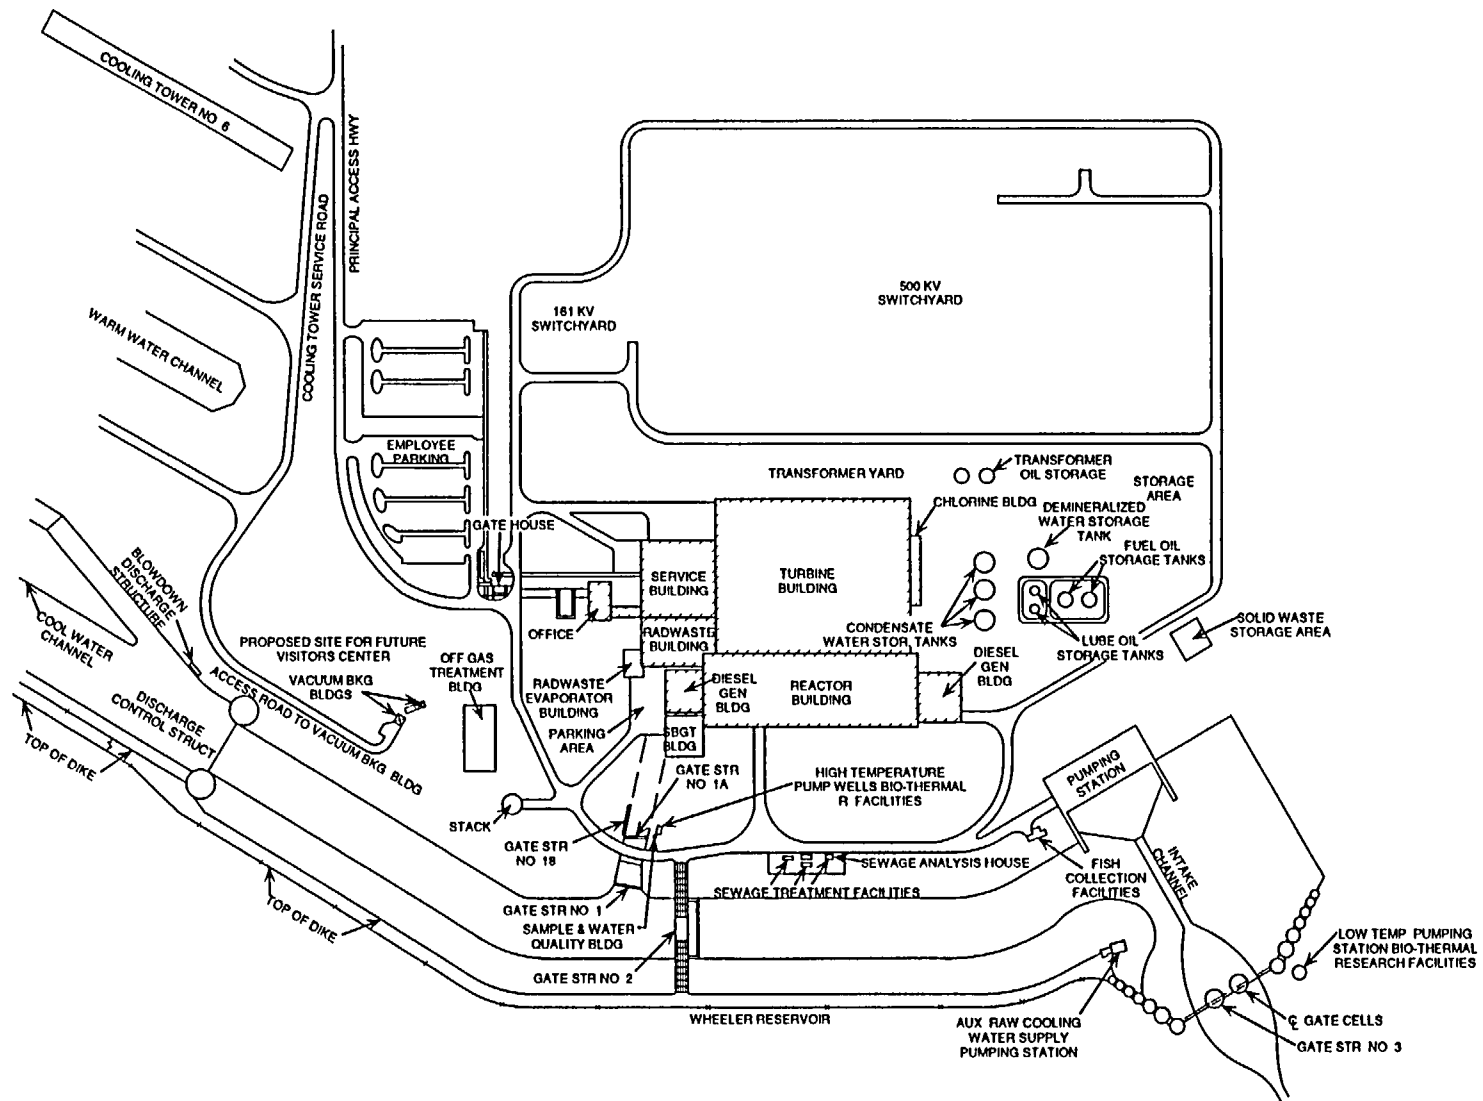 COOLING TOWER NO 6
PRINCIPAL ACCESS HWY
COOLING TOWER SERVICE ROAD
WARM WATER CHANNEL
161 KV
SWITCHYARD
500 KV
SWITCHYARD
EMPLOYEE
PARKING
TRANSFORMER YARD
TRANSFORMER
OIL STORAGE
STORAGE
AREA
CHLORINE BLDG
DEMINERALIZED
WATER STORAGE
TANK
FUEL OIL
STORAGE TANKS
GATE HOUSE
SERVICE
BUILDING
TURBINE
BUILDING
OFFICE
RADWASTE
BUILDING
CONDENSATE
WATER STOR TANKS
LUBE OIL
STORAGE TANKS
SOLID WASTE
STORAGE AREA
BLOWDOWN
DISCHARGE
STRUCTURE
COOL WATER
CHANNEL
PROPOSED SITE FOR FUTURE
VISITORS CENTER
VACUUM BKG
BLDGS
OFF GAS
TREATMENT
BLDG
RADWASTE
EVAPORATOR
BUILDING
DIESEL
GEN
BLDG
REACTOR
BUILDING
DIESEL
GEN
BLDG
ACCESS ROAD TO VACUUM BKG BLDG
DISCHARGE
CONTROL STRUCT
TOP OF DIKE
PARKING
AREA
SBGT
BLDG
GATE STR
NO 1A
HIGH TEMPERATURE
PUMP WELLS BIO-THERMAL
R FACILITIES
PUMPING
STATION
STACK
GATE STR
NO 18
SEWAGE ANALYSIS HOUSE
FISH
COLLECTION
FACILITIES
INTAKE
CHANNEL
SEWAGE TREATMENT FACILITIES
TOP OF DIKE
GATE STR NO 1
SAMPLE & WATER
QUALITY BLDG
GATE STR NO 2
LOW TEMP PUMPING
STATION BIO-THERMAL
RESEARCH FACILITIES
WHEELER RESERVOIR
AUX RAW COOLING
WATER SUPPLY
PUMPING STATION
℄ GATE CELLS
GATE STR NO 3